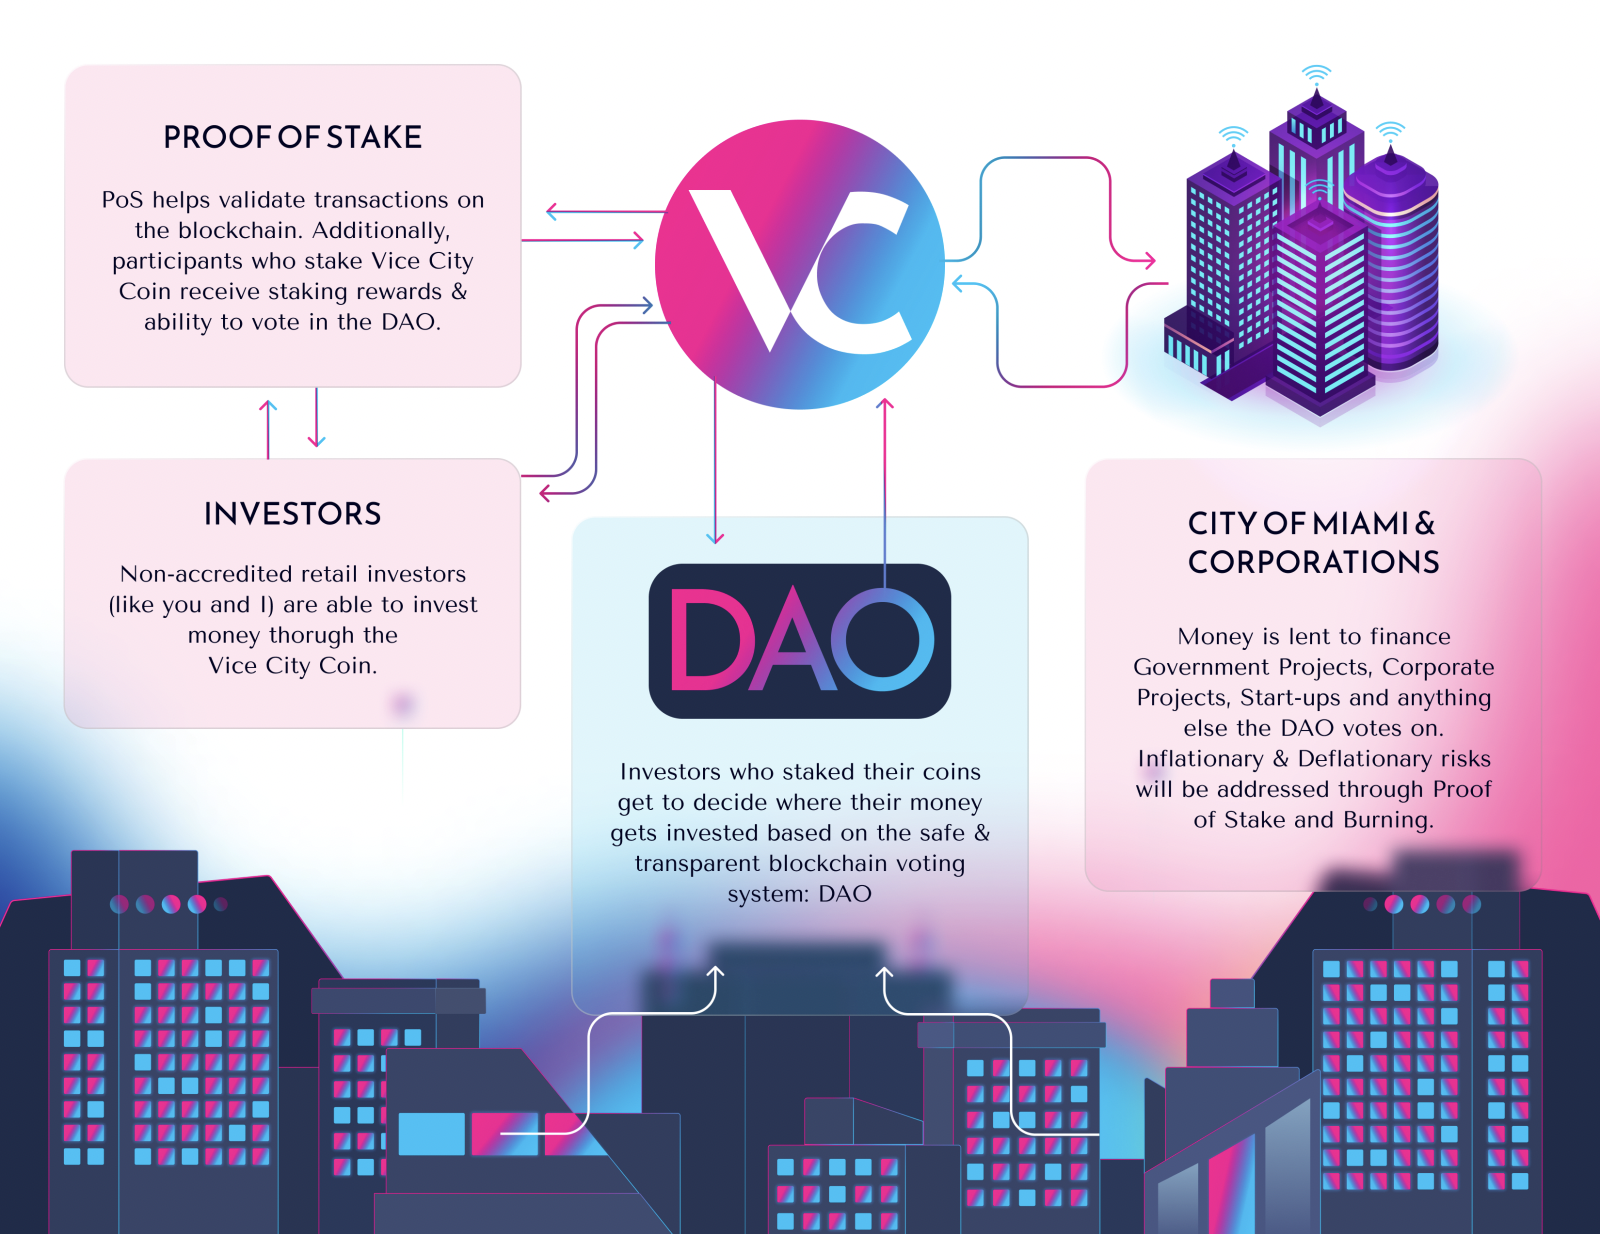 PROOF OF STAKE
PoS helps validate transactions on
the blockchain. Additionally,
participants who stake Vice City
Coin receive staking rewards &
ability to vote in the DAO.
VC
INVESTORS
Non-accredited retail investors
(like you and I) are able to invest
money thorugh the
Vice City Coin.
DAO
Investors who staked their coins
get to decide where their money
gets invested based on the safe &
transparent blockchain voting
system: DAO
CITY OF MIAMI &
CORPORATIONS
Money is lent to finance
Government Projects, Corporate
Projects, Start-ups and anything
else the DAO votes on.
Inflationary & Deflationary risks
will be addressed through Proof
of Stake and Burning.